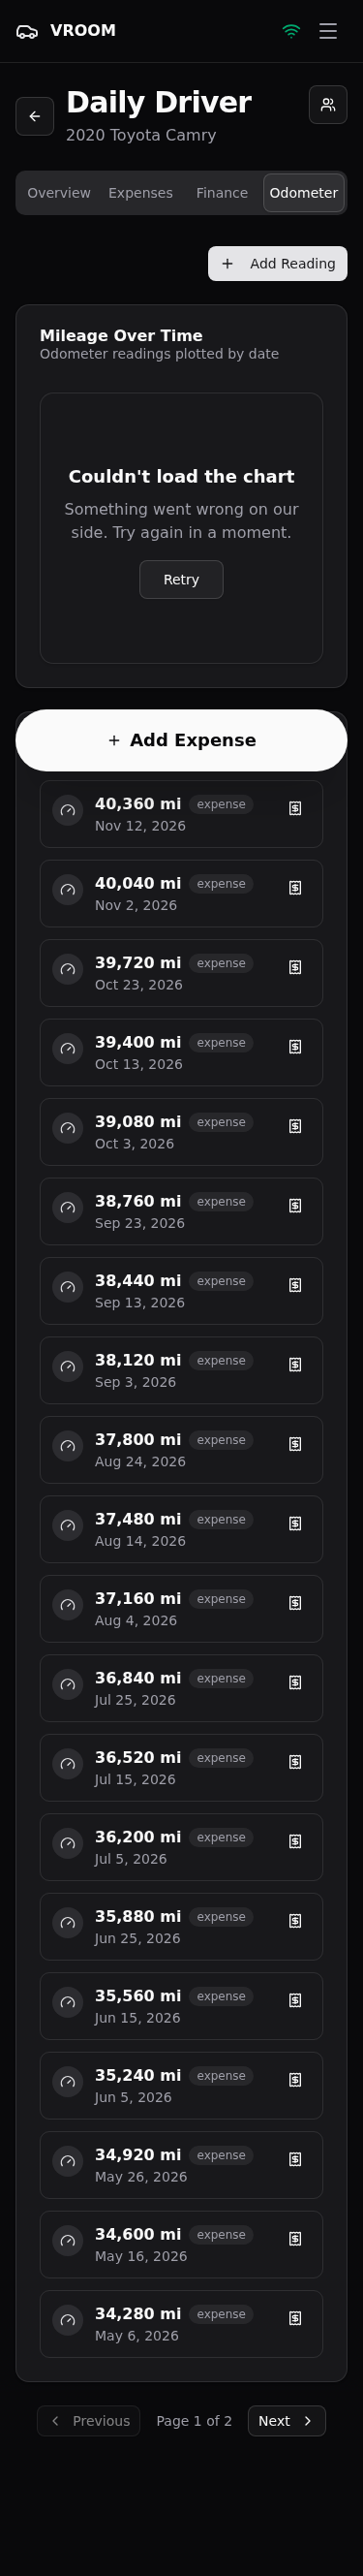 VROOM
Daily Driver
2020 Toyota Camry
Overview Expenses Finance Odometer
Add Reading
Mileage Over Time
Odometer readings plotted by date
Couldn't load the chart
Something went wrong on our
side. Try again in a moment.
Retry
Add Expense
40,360 mi expense
Nov 12, 2026
40,040 mi expense
Nov 2, 2026
39,720 mi expense
Oct 23, 2026
39,400 mi expense
Oct 13, 2026
39,080 mi expense
Oct 3, 2026
38,760 mi expense
Sep 23, 2026
38,440 mi expense
Sep 13, 2026
38,120 mi expense
Sep 3, 2026
37,800 mi expense
Aug 24, 2026
37,480 mi expense
Aug 14, 2026
37,160 mi expense
Aug 4, 2026
36,840 mi expense
Jul 25, 2026
36,520 mi expense
Jul 15, 2026
36,200 mi expense
Jul 5, 2026
35,880 mi expense
Jun 25, 2026
35,560 mi expense
Jun 15, 2026
35,240 mi expense
Jun 5, 2026
34,920 mi expense
May 26, 2026
34,600 mi expense
May 16, 2026
34,280 mi expense
May 6, 2026
Previous Page 1 of 2 Next